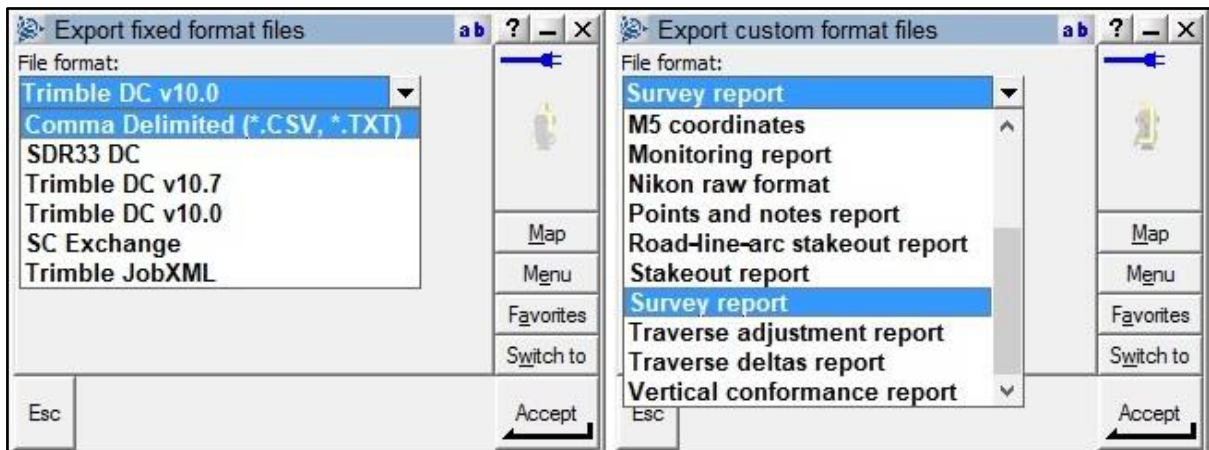 Export fixed format files
ab
?
File format:
Trimble DC v10.0
Comma Delimited (*.CSV, *.TXT)
SDR33 DC
Trimble DC v10.7
Trimble DC v10.0
SC Exchange
Trimble JobXML
Map
Menu
Favorites
Switch to
Esc
Accept
Export custom format files
ab
?
File format:
Survey report
M5 coordinates
Monitoring report
Nikon raw format
Points and notes report
Road-line-arc stakeout report
Stakeout report
Survey report
Traverse adjustment report
Traverse deltas report
Vertical conformance report
Map
Menu
Favorites
Switch to
Esc
Accept